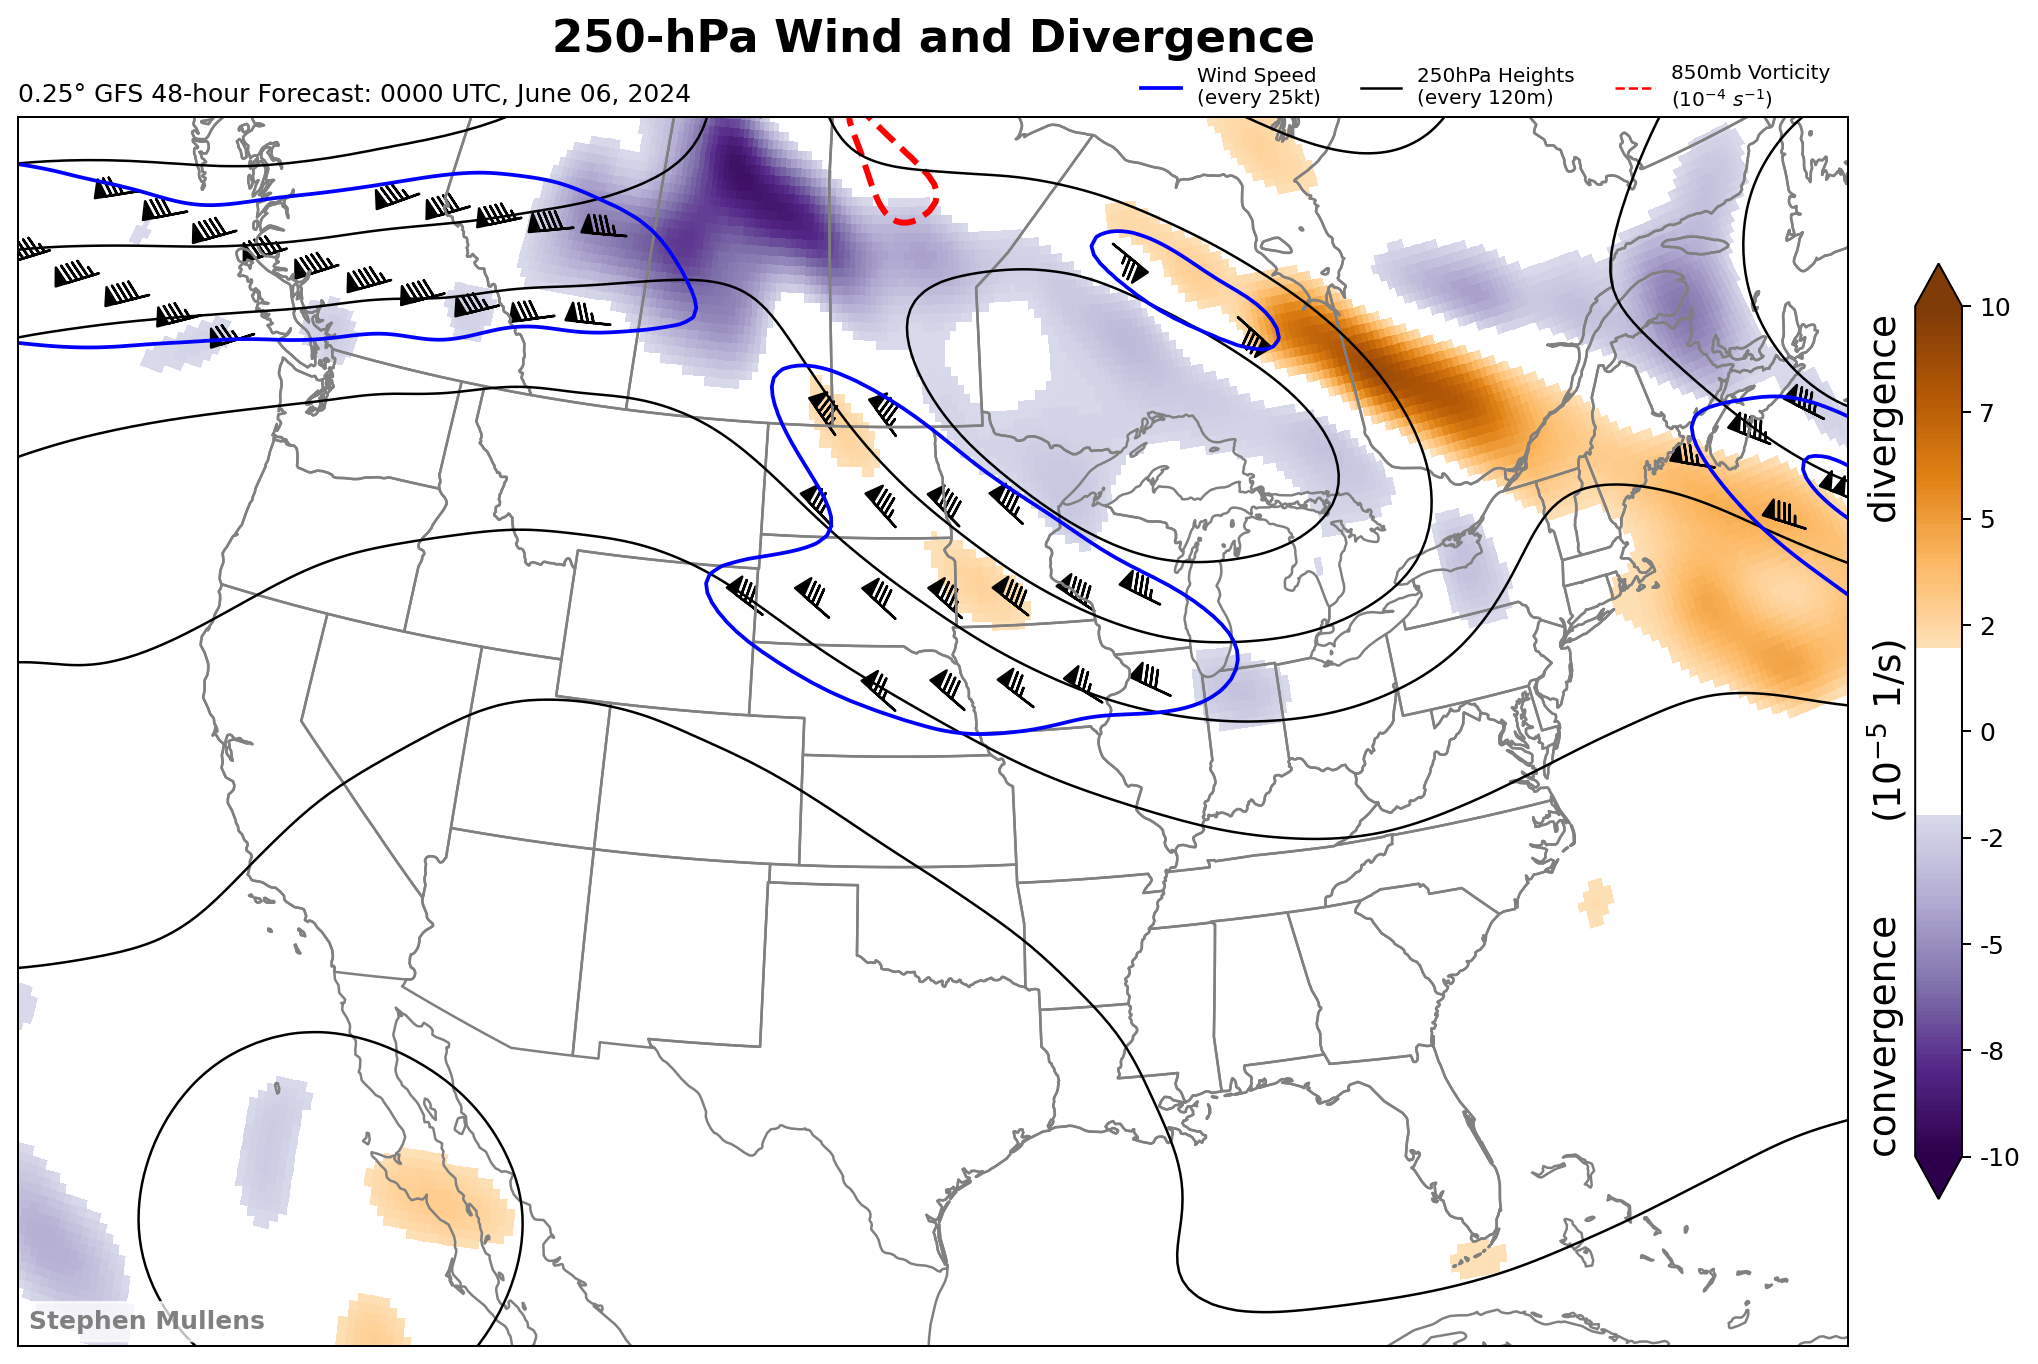 250-hPa Wind and Divergence
0.25° GFS 48-hour Forecast: 0000 UTC, June 06, 2024
Wind Speed
(every 25kt)
250hPa Heights
(every 120m)
850mb Vorticity
(10⁻⁴ s⁻¹)
10
7
5
2
0
-2
-5
-8
-10
convergence (10⁻⁵ 1/s) divergence
Stephen Mullens